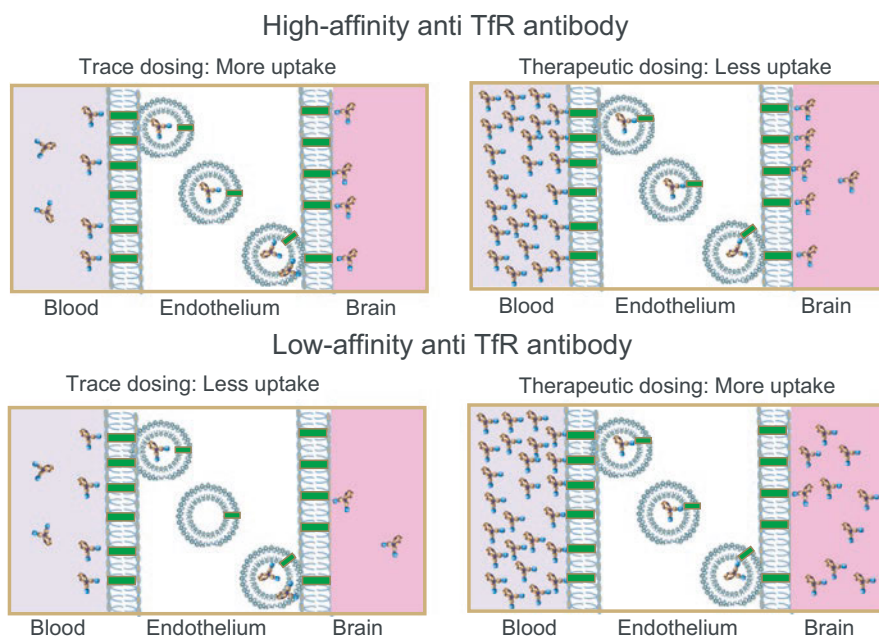 High-affinity anti TfR antibody
Trace dosing: More uptake
Therapeutic dosing: Less uptake
Blood Endothelium Brain
Blood Endothelium Brain
Low-affinity anti TfR antibody
Trace dosing: Less uptake
Therapeutic dosing: More uptake
Blood Endothelium Brain
Blood Endothelium Brain